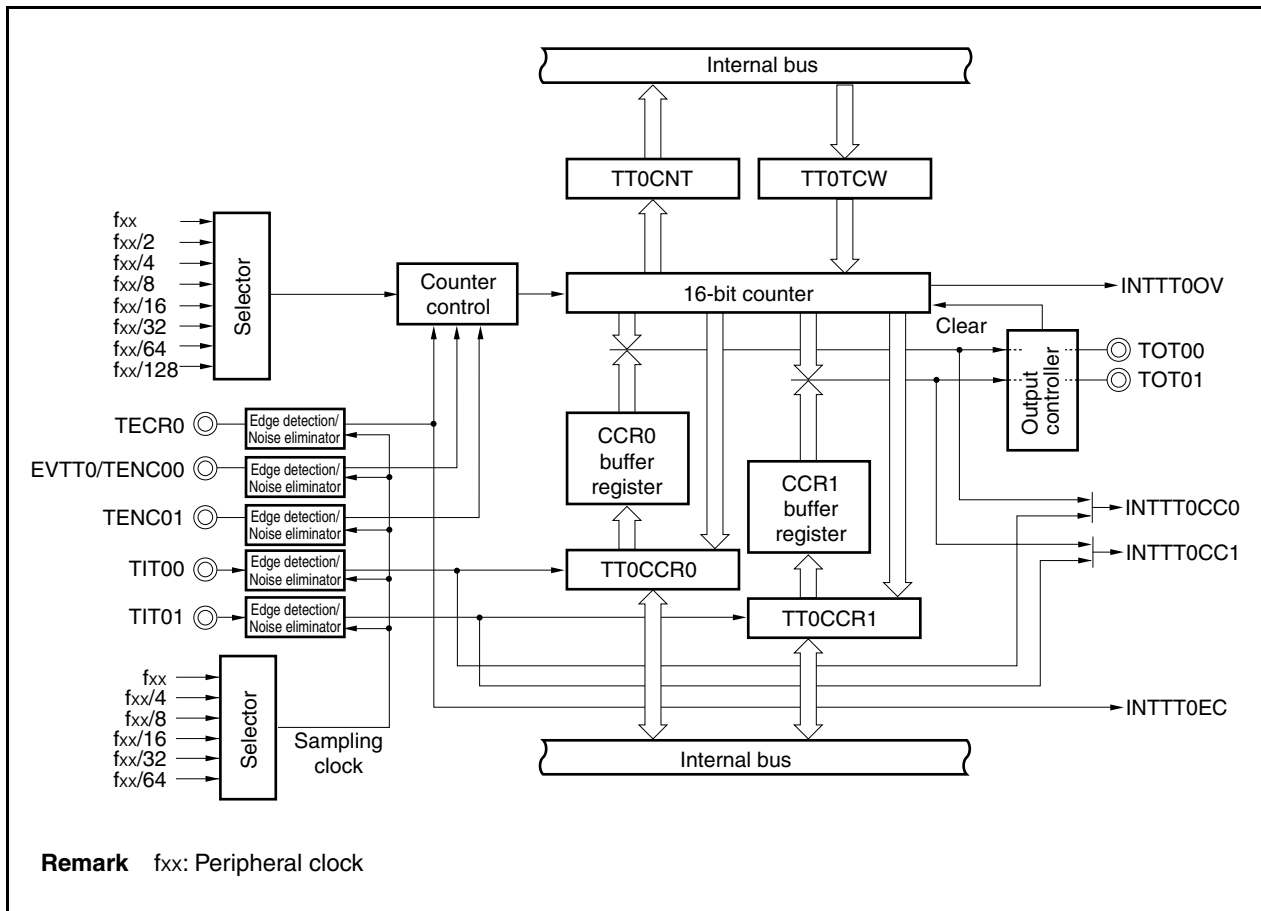 Internal bus
TT0CNT
TT0TCW
fxx
fxx/2
fxx/4
fxx/8
fxx/16
fxx/32
fxx/64
fxx/128
Selector
Counter
control
16-bit counter
INTTT0OV
Clear
TOT00
TOT01
Output
controller
TECR0
Edge detection/
Noise eliminator
EVTT0/TENC00
Edge detection/
Noise eliminator
TENC01
Edge detection/
Noise eliminator
TIT00
Edge detection/
Noise eliminator
TIT01
Edge detection/
Noise eliminator
CCR0
buffer
register
CCR1
buffer
register
INTTT0CC0
INTTT0CC1
TT0CCR0
TT0CCR1
fxx
fxx/4
fxx/8
fxx/16
fxx/32
fxx/64
Selector
Sampling
clock
INTTT0EC
Internal bus
Remark fxx: Peripheral clock